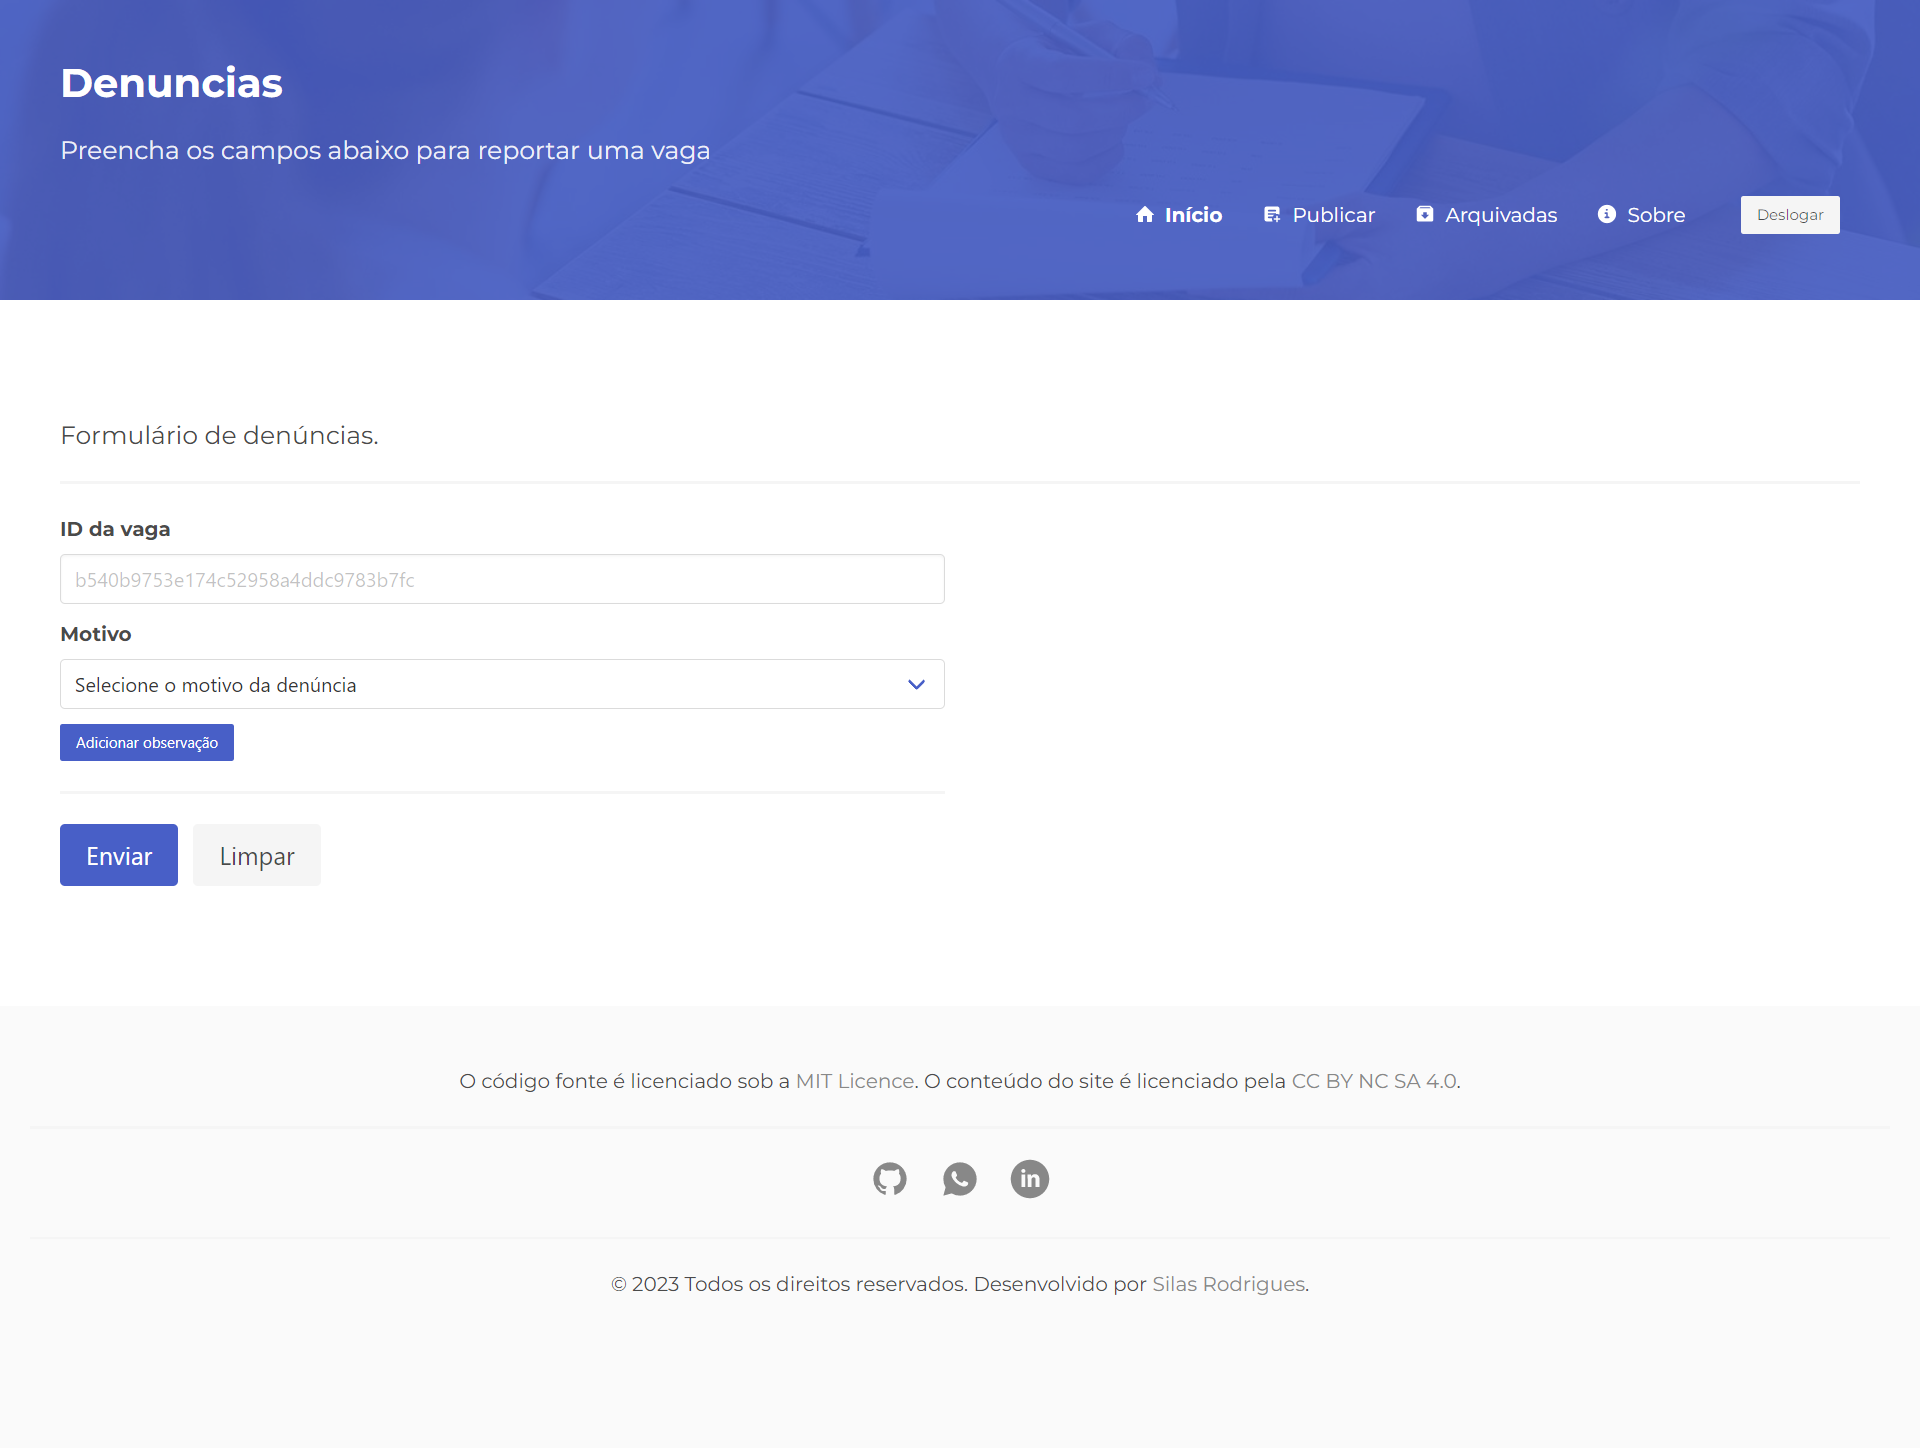 Denuncias
Preencha os campos abaixo para reportar uma vaga
Início Publicar Arquivadas Sobre Deslogar
Formulário de denúncias.
ID da vaga
b540b9753e174c52958a4ddc9783b7fc
Motivo
Selecione o motivo da denúncia
Adicionar observação
Enviar Limpar
O código fonte é licenciado sob a MIT Licence. O conteúdo do site é licenciado pela CC BY NC SA 4.0.
in
© 2023 Todos os direitos reservados. Desenvolvido por Silas Rodrigues.